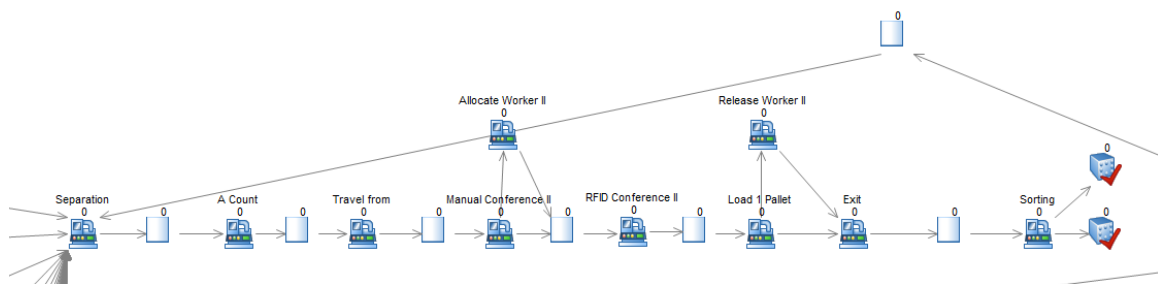 0
Allocate Worker II
0
Release Worker II
0
0
Separation
0
0
A Count
0
0
Travel from
0
0
Manual Conference II
0
0
RFID Conference II
0
0
Load 1 Pallet
0
Exit
0
0
Sorting
0
0